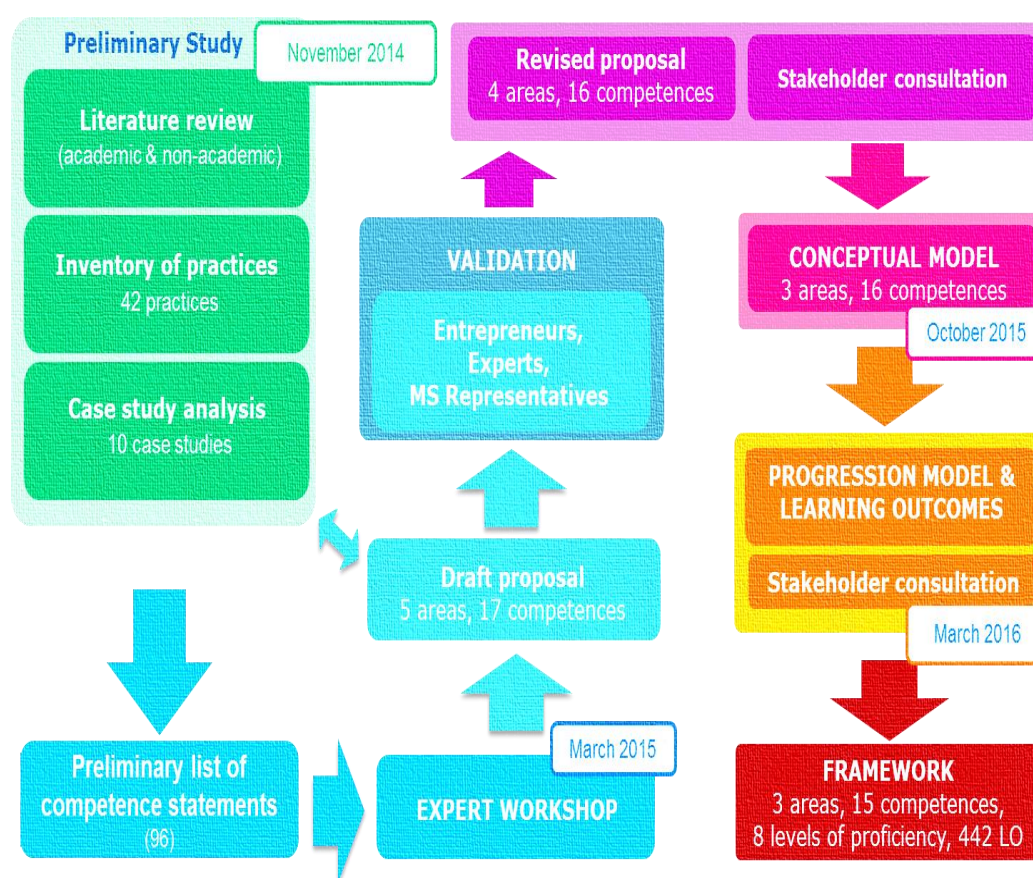 Preliminary Study
November 2014
Literature review
(academic & non-academic)
Inventory of practices
42 practices
Case study analysis
10 case studies
Preliminary list of
competence statements
(96)
March 2015
EXPERT WORKSHOP
Draft proposal
5 areas, 17 competences
VALIDATION
Entrepreneurs,
Experts,
MS Representatives
Revised proposal
4 areas, 16 competences
Stakeholder consultation
CONCEPTUAL MODEL
3 areas, 16 competences
October 2015
PROGRESSION MODEL &
LEARNING OUTCOMES
Stakeholder consultation
March 2016
FRAMEWORK
3 areas, 15 competences,
8 levels of proficiency, 442 LO